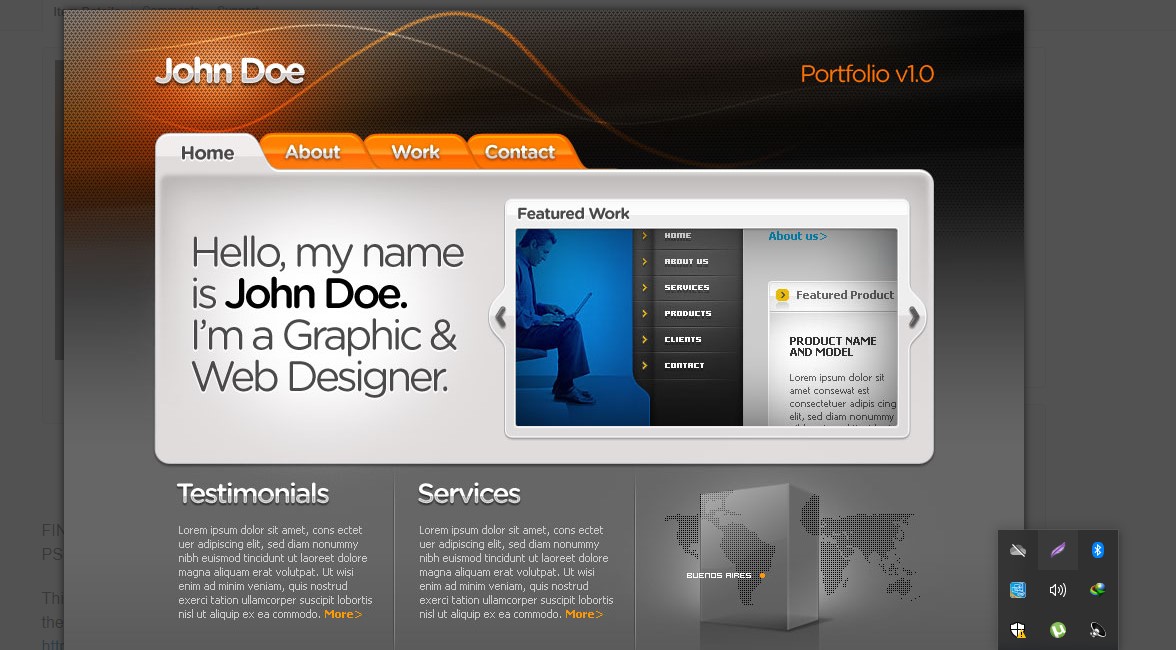 John Doe
Portfolio v1.0
Home
About
Work
Contact
Hello, my name
is John Doe.
I'm a Graphic &
Web Designer.
Featured Work
HOME
ABOUT US
SERVICES
PRODUCTS
CLIENTS
CONTACT
About us>
Featured Product
PRODUCT NAME
AND MODEL
Lorem ipsum dolor sit
amet consewat est
consectetuer adipis cing
elit, sed diam nonummy
Testimonials
Lorem ipsum dolor sit amet, cons ectet
uer adipiscing elit, sed diam nonummy
nibh euismod tincidunt ut laoreet dolore
magna aliquam erat volutpat. Ut wisi
enim ad minim veniam, quis nostrud
exerci tation ullamcorper suscipit lobortis
nisl ut aliquip ex ea commodo. More>
Services
Lorem ipsum dolor sit amet, cons ectet
uer adipiscing elit, sed diam nonummy
nibh euismod tincidunt ut laoreet dolore
magna aliquam erat volutpat. Ut wisi
enim ad minim veniam, quis nostrud
exerci tation ullamcorper suscipit lobortis
nisl ut aliquip ex ea commodo. More>
BUENOS AIRES